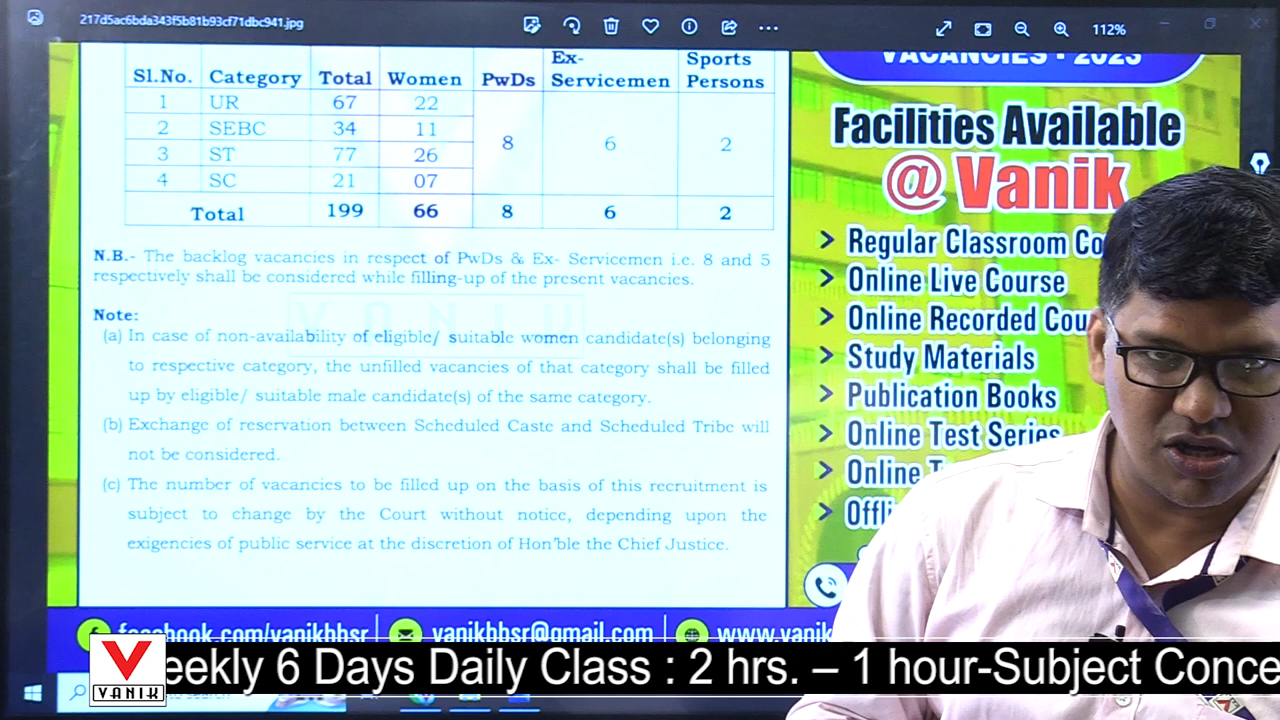 217d5ac6bda343f5b81b93cf71dbc941.jpg
112%
Sl.No. Category Total Women PwDs Ex-Servicemen Sports Persons
1 UR 67 22
2 SEBC 34 11
3 ST 77 26
4 SC 21 07
8 6 2
Total 199 66 8 6 2
N.B.- The backlog vacancies in respect of PwDs & Ex- Servicemen i.e. 8 and 5
respectively shall be considered while filling-up of the present vacancies.
VANIK
Note:
(a) In case of non-availability of eligible/ suitable women candidate(s) belonging
to respective category, the unfilled vacancies of that category shall be filled
up by eligible/ suitable male candidate(s) of the same category.
(b) Exchange of reservation between Scheduled Caste and Scheduled Tribe will
not be considered.
(c) The number of vacancies to be filled up on the basis of this recruitment is
subject to change by the Court without notice, depending upon the
exigencies of public service at the discretion of Hon'ble the Chief Justice.
VACANCIES - 2023
Facilities Available
@ Vanik
> Regular Classroom Co
> Online Live Course
> Online Recorded Cou
> Study Materials
> Publication Books
> Online Test Series
> Online T
> Offli
facebook.com/vanikbbsr vanikbbsr@gmail.com www.vanik
VANIK
eekly 6 Days Daily Class : 2 hrs. – 1 hour-Subject Conce